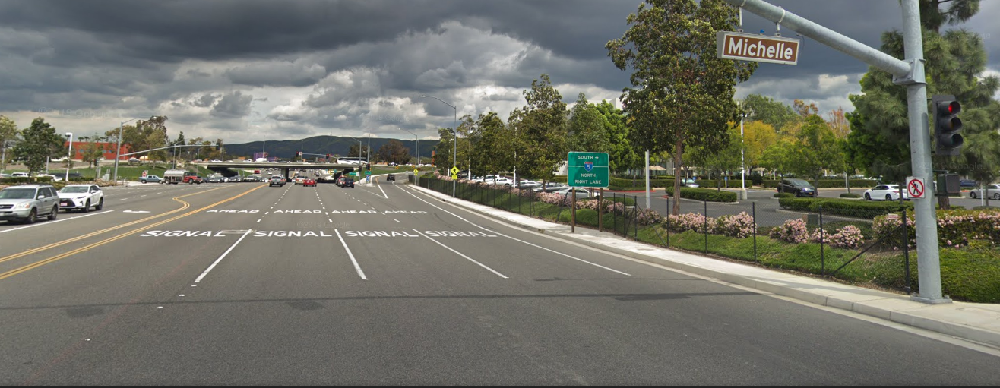 Michelle
SOUTH →
5
NORTH,
RIGHT LANE
AHEAD AHEAD AHEAD AHEAD
SIGNAL SIGNAL SIGNAL SIGNAL